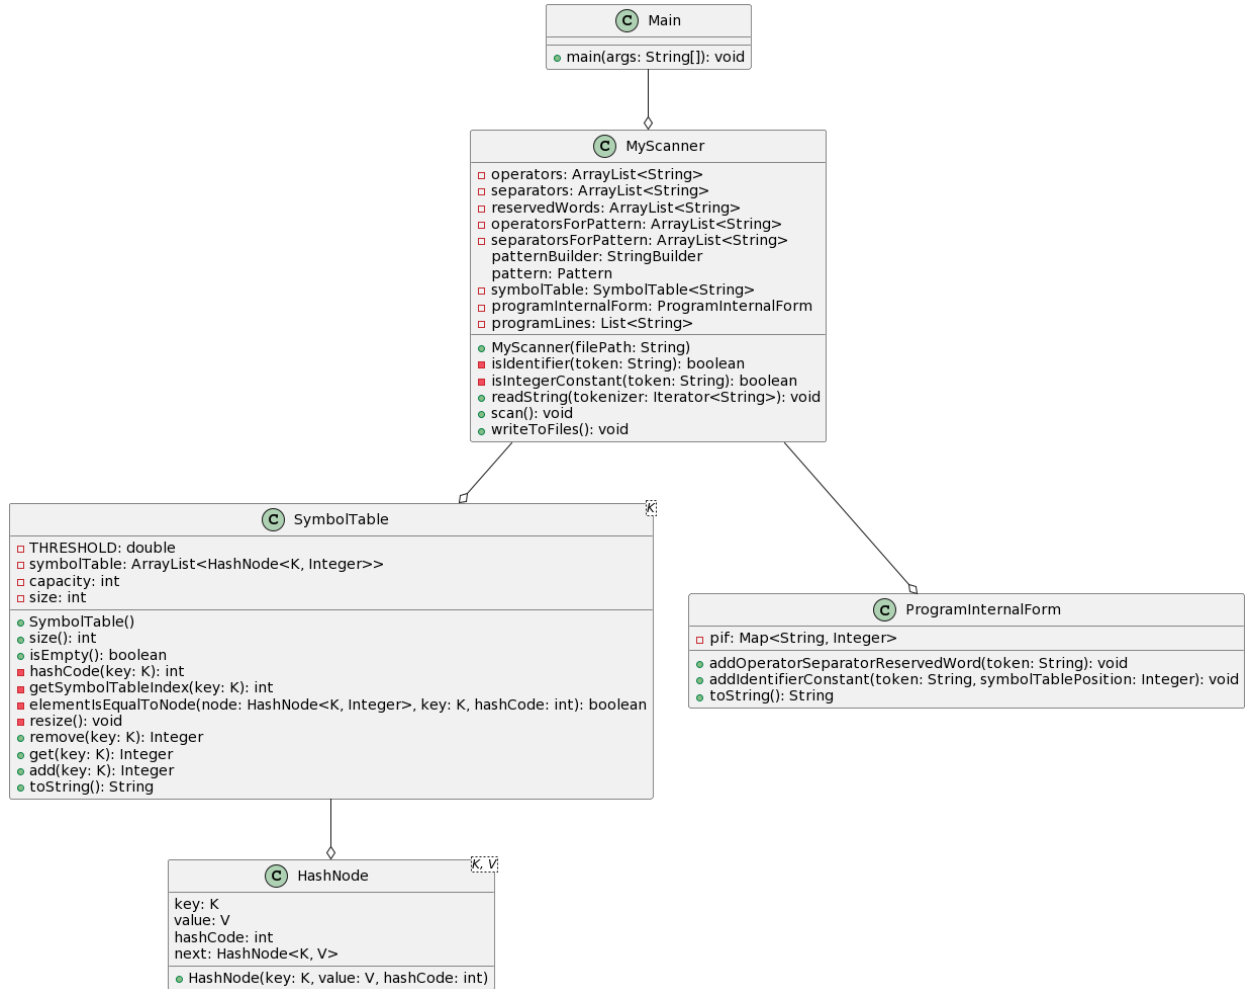 C Main
main(args: String[]): void
C MyScanner
operators: ArrayList<String>
separators: ArrayList<String>
reservedWords: ArrayList<String>
operatorsForPattern: ArrayList<String>
separatorsForPattern: ArrayList<String>
patternBuilder: StringBuilder
pattern: Pattern
symbolTable: SymbolTable<String>
programInternalForm: ProgramInternalForm
programLines: List<String>
MyScanner(filePath: String)
isIdentifier(token: String): boolean
isIntegerConstant(token: String): boolean
readString(tokenizer: Iterator<String>): void
scan(): void
writeToFiles(): void
K
C SymbolTable
THRESHOLD: double
symbolTable: ArrayList<HashNode<K, Integer>>
capacity: int
size: int
SymbolTable()
size(): int
isEmpty(): boolean
hashCode(key: K): int
getSymbolTableIndex(key: K): int
elementIsEqualToNode(node: HashNode<K, Integer>, key: K, hashCode: int): boolean
resize(): void
remove(key: K): Integer
get(key: K): Integer
add(key: K): Integer
toString(): String
C ProgramInternalForm
pif: Map<String, Integer>
addOperatorSeparatorReservedWord(token: String): void
addIdentifierConstant(token: String, symbolTablePosition: Integer): void
toString(): String
K, V
C HashNode
key: K
value: V
hashCode: int
next: HashNode<K, V>
HashNode(key: K, value: V, hashCode: int)